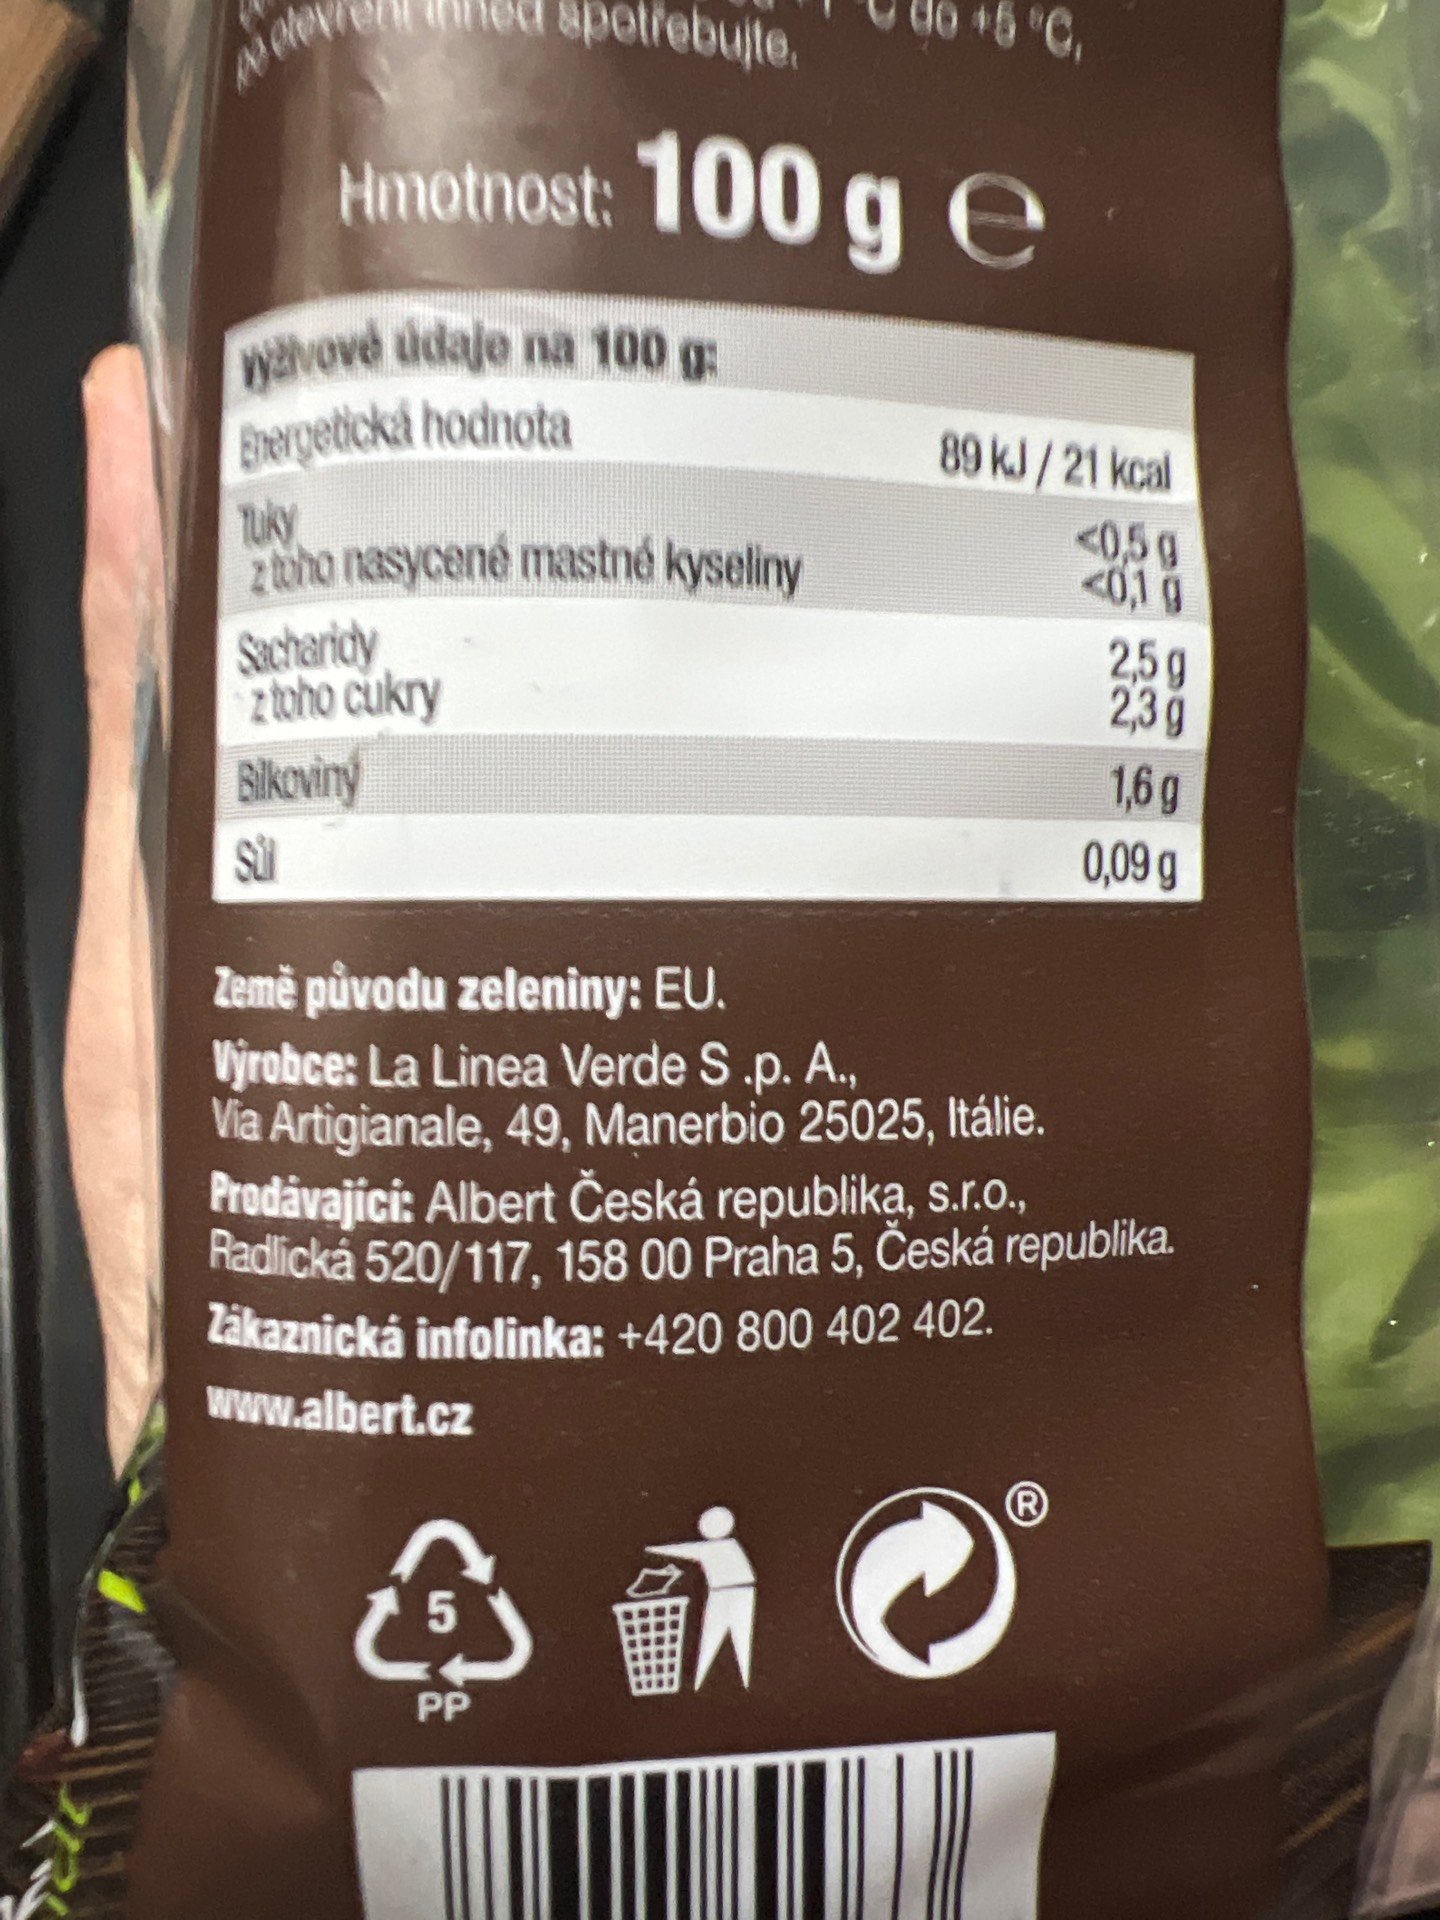 po otevření ihned spotřebujte.
°C do +5 °C,
Hmotnost: 100 g ℮
Výživové údaje na 100 g:
Energetická hodnota 89 kJ / 21 kcal
Tuky <0,5 g
z toho nasycené mastné kyseliny <0,1 g
Sacharidy 2,5 g
z toho cukry 2,3 g
Bílkoviny 1,6 g
Sůl 0,09 g
Země původu zeleniny: EU.
Výrobce: La Linea Verde S .p. A.,
Via Artigianale, 49, Manerbio 25025, Itálie.
Prodávající: Albert Česká republika, s.r.o.,
Radlická 520/117, 158 00 Praha 5, Česká republika.
Zákaznická infolinka: +420 800 402 402.
www.albert.cz
®
5
PP